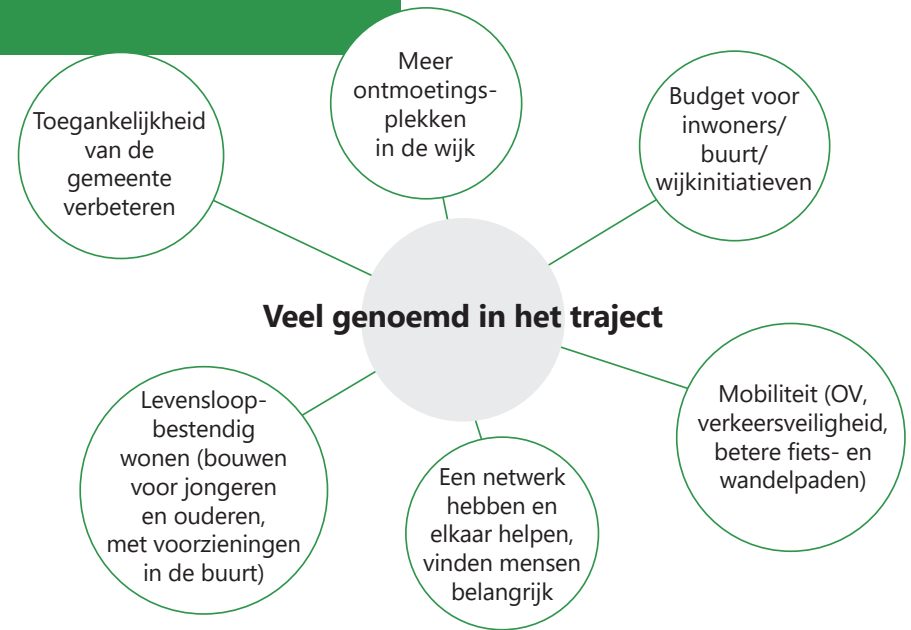 Toegankelijkheid
van de
gemeente
verbeteren
Meer
ontmoetings-
plekken
in de wijk
Budget voor
inwoners/
buurt/
wijkinitiatieven
Veel genoemd in het traject
Levensloop-
bestendig
wonen (bouwen
voor jongeren
en ouderen,
met voorzieningen
in de buurt)
Een netwerk
hebben en
elkaar helpen,
vinden mensen
belangrijk
Mobiliteit (OV,
verkeersveiligheid,
betere fiets- en
wandelpaden)